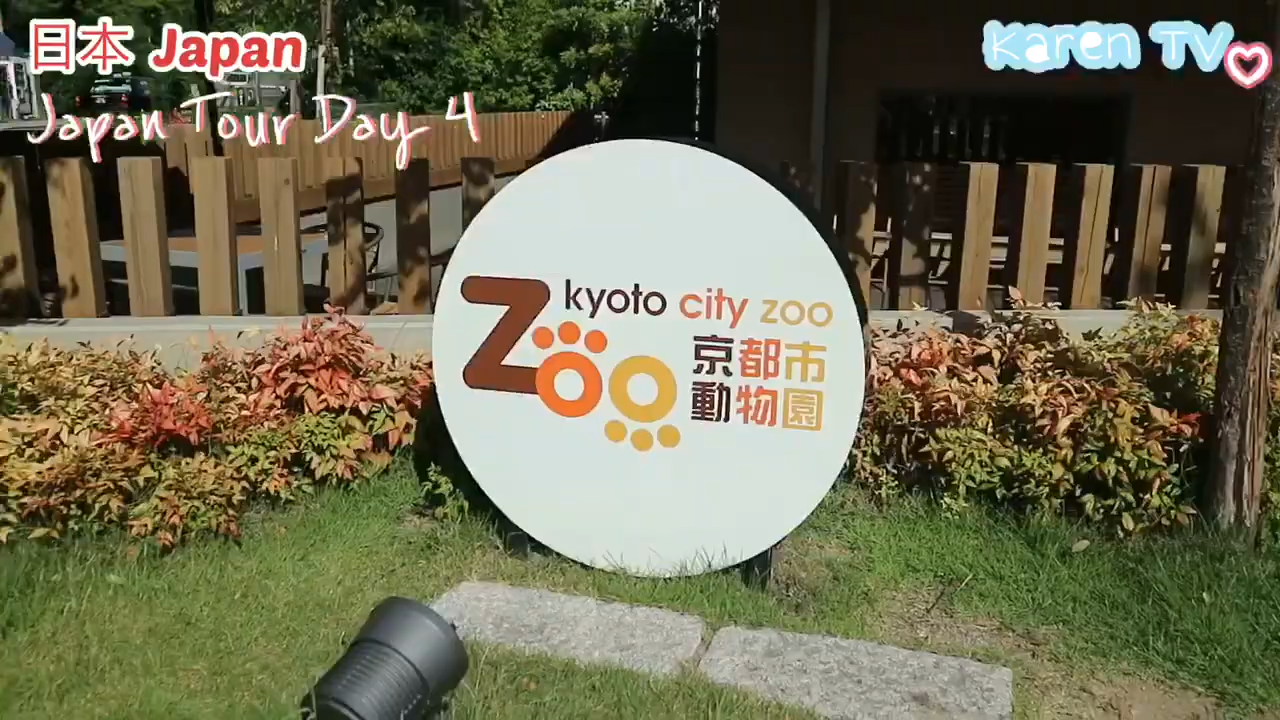 日本 Japan
Japan Tour Day 4
Karen TV
Zoo
kyoto city zoo
京都市
動物園